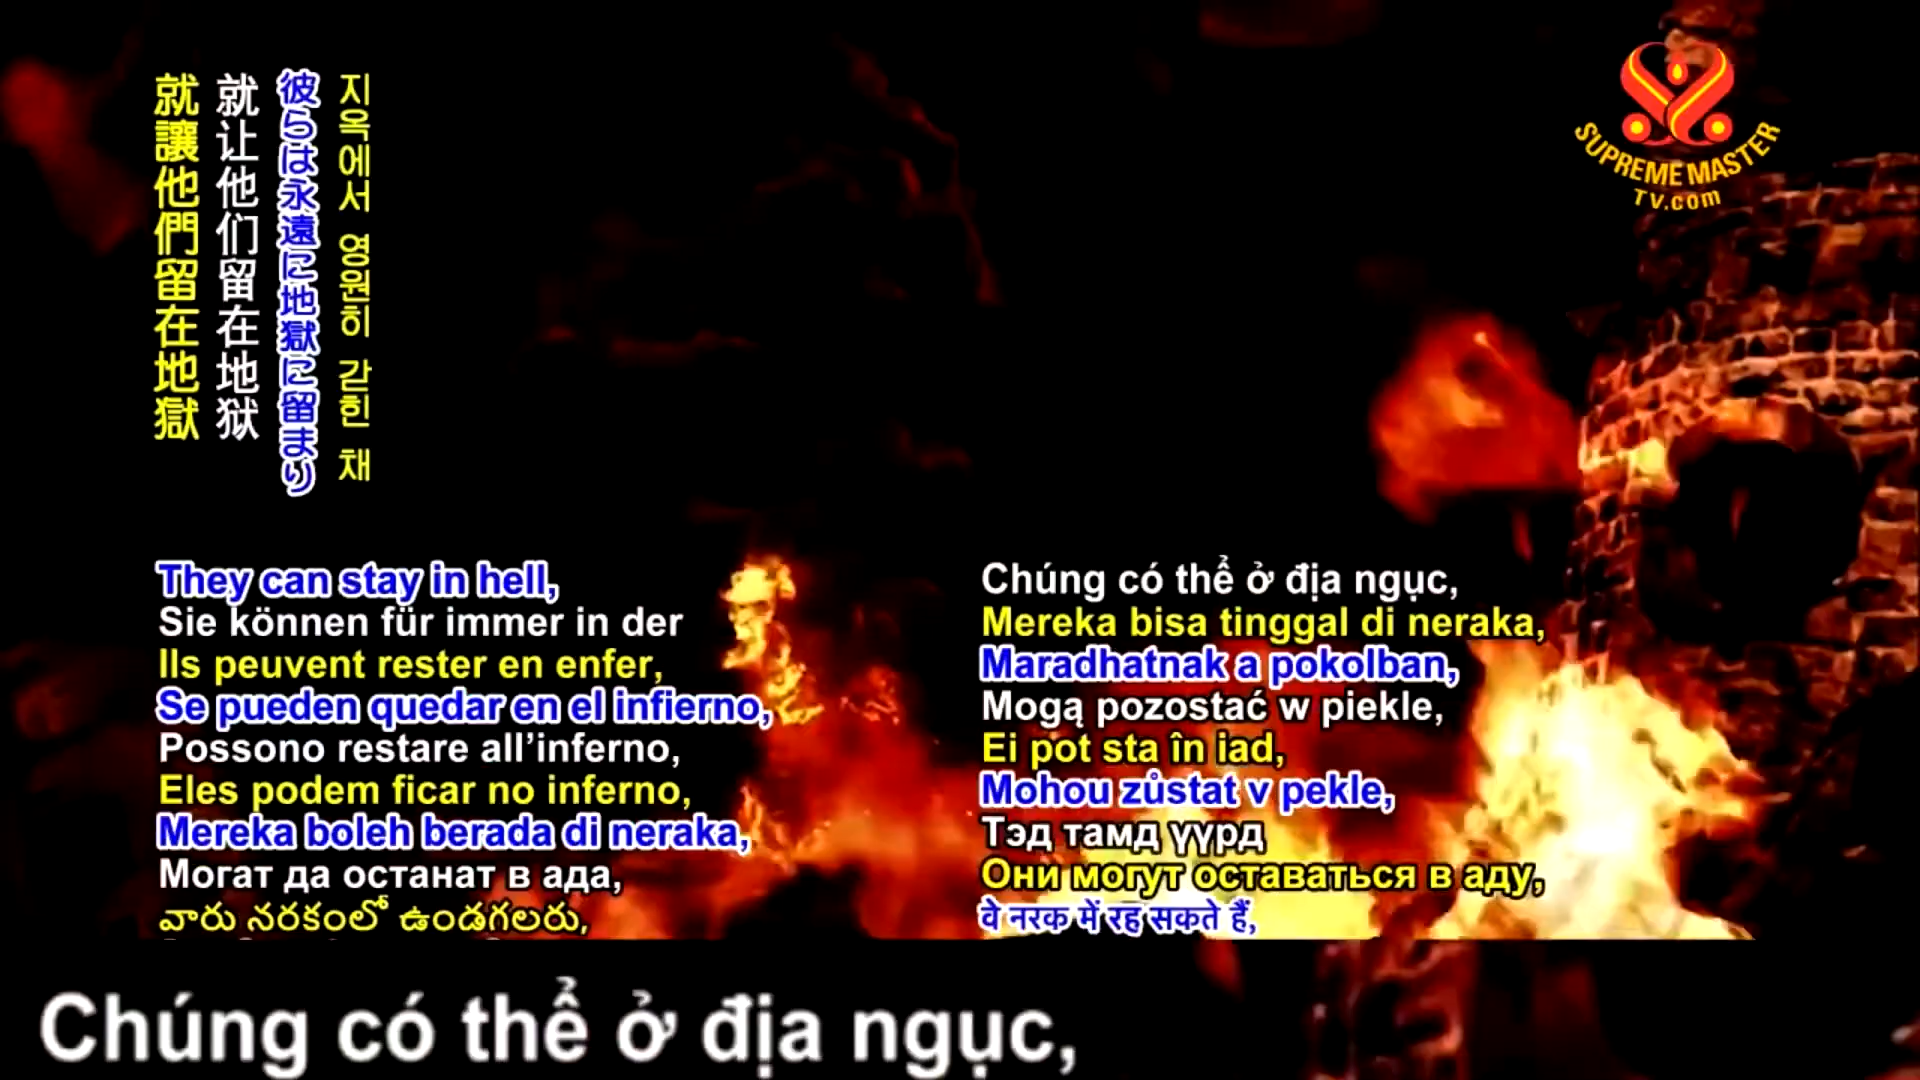 就讓他們留在地獄
就让他们留在地狱
彼らは永遠に地獄に留まり
지옥에서 영원히 갇힌 채
SUPREME MASTER
TV.com
They can stay in hell,
Sie können für immer in der
Ils peuvent rester en enfer,
Se pueden quedar en el infierno,
Possono restare all’inferno,
Eles podem ficar no inferno,
Mereka boleh berada di neraka,
Могат да останат в ада,
వారు నరకంలో ఉండగలరు,
Chúng có thể ở địa ngục,
Mereka bisa tinggal di neraka,
Maradhatnak a pokolban,
Mogą pozostać w piekle,
Ei pot sta în iad,
Mohou zůstat v pekle,
Тэд тамд үүрд
Они могут оставаться в аду,
वे नरक में रह सकते हैं,
Chúng có thể ở địa ngục,